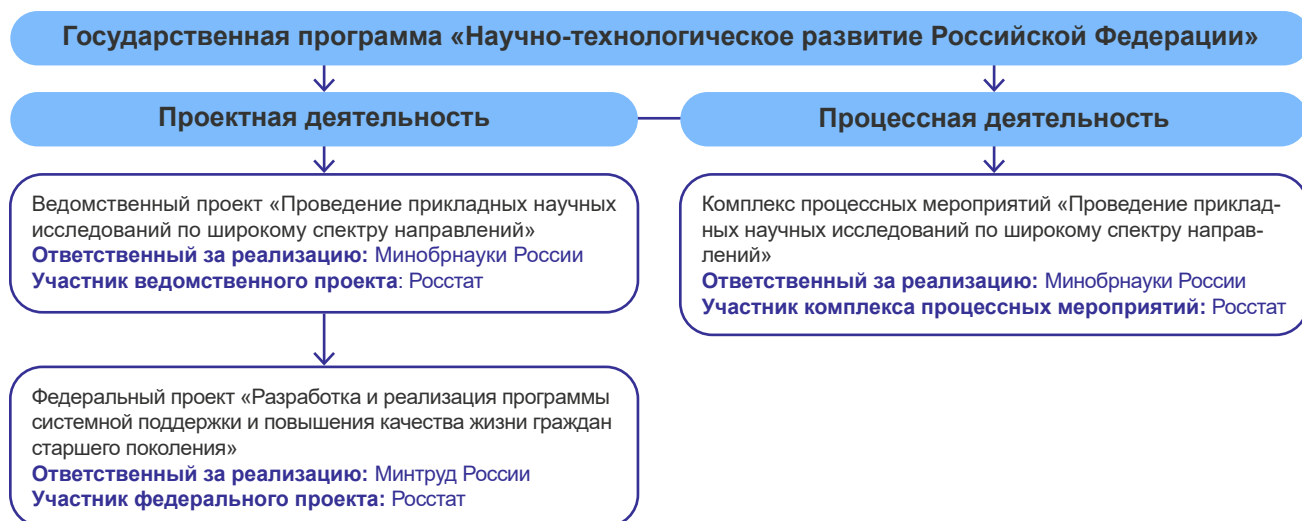 Государственная программа «Научно-технологическое развитие Российской Федерации»
Проектная деятельность
Процессная деятельность
Ведомственный проект «Проведение прикладных научных
исследований по широкому спектру направлений»
Ответственный за реализацию: Минобрнауки России
Участник ведомственного проекта: Росстат
Комплекс процессных мероприятий «Проведение приклад-
ных научных исследований по широкому спектру направ-
лений»
Ответственный за реализацию: Минобрнауки России
Участник комплекса процессных мероприятий: Росстат
Федеральный проект «Разработка и реализация программы
системной поддержки и повышения качества жизни граждан
старшего поколения»
Ответственный за реализацию: Минтруд России
Участник федерального проекта: Росстат